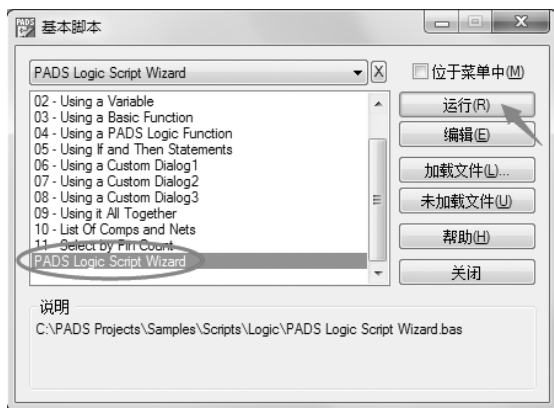 PADS
基本脚本
PADS Logic Script Wizard
X
位于菜单中(M)
02 - Using a Variable
03 - Using a Basic Function
04 - Using a PADS Logic Function
05 - Using If and Then Statements
06 - Using a Custom Dialog1
07 - Using a Custom Dialog2
08 - Using a Custom Dialog3
09 - Using it All Together
10 - List Of Comps and Nets
11 - Select by Pin Count
PADS Logic Script Wizard
运行(R)
编辑(E)
加载文件(L)...
未加载文件(U)
帮助(H)
关闭
说明
C:\PADS Projects\Samples\Scripts\Logic\PADS Logic Script Wizard.bas